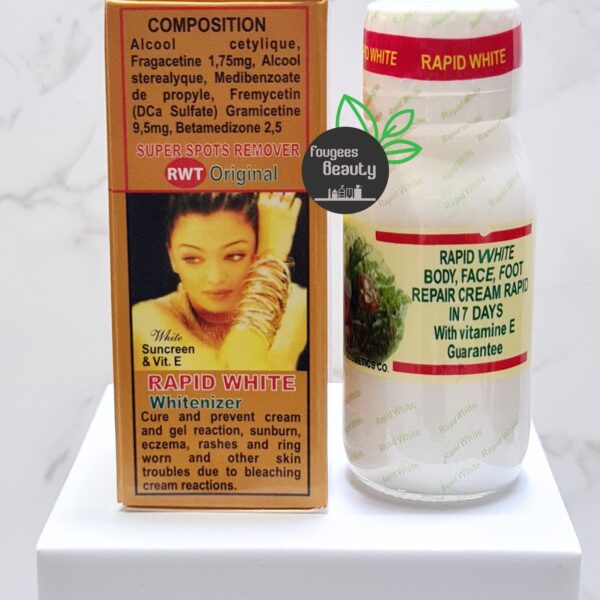 COMPOSITION
Alcool cetylique,
Fragacetine 1,75mg, Alcool
sterealyque, Medibenzoate
de propyle, Fremycetin
(DCa Sulfate) Gramicetine
9,5mg, Betamedizone 2,5
SUPER SPOTS REMOVER
RWT Original
White
Suncreen
& Vit. E
RAPID WHITE
Whitenizer
Cure and prevent cream
and gel reaction, sunburn,
eczema, rashes and ring
worn and other skin
troubles due to bleaching
cream reactions.
fougees
Beauty
WHITE RAPID WHITE
RAPID WHITE
BODY, FACE, FOOT
REPAIR CREAM RAPID
IN 7 DAYS
With vitamine E
Guarantee
CO.
Rapid White
Rapid White
Rapid White
Rapid White